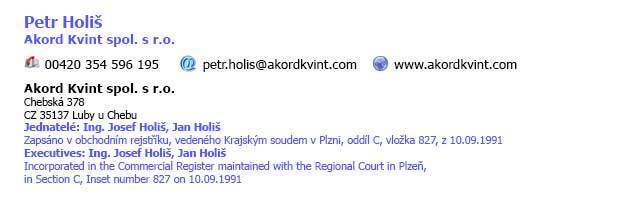 Petr Holiš
Akord Kvint spol. s r.o.
00420 354 596 195 petr.holis@akordkvint.com www.akordkvint.com
Akord Kvint spol. s r.o.
Chebská 378
CZ 35137 Luby u Chebu
Jednatelé: Ing. Josef Holiš, Jan Holiš
Zapsáno v obchodním rejstříku, vedeného Krajským soudem v Plzni, oddíl C, vložka 827, z 10.09.1991
Executives: Ing. Josef Holiš, Jan Holiš
Incorporated in the Commercial Register maintained with the Regional Court in Plzeň,
in Section C, Inset number 827 on 10.09.1991